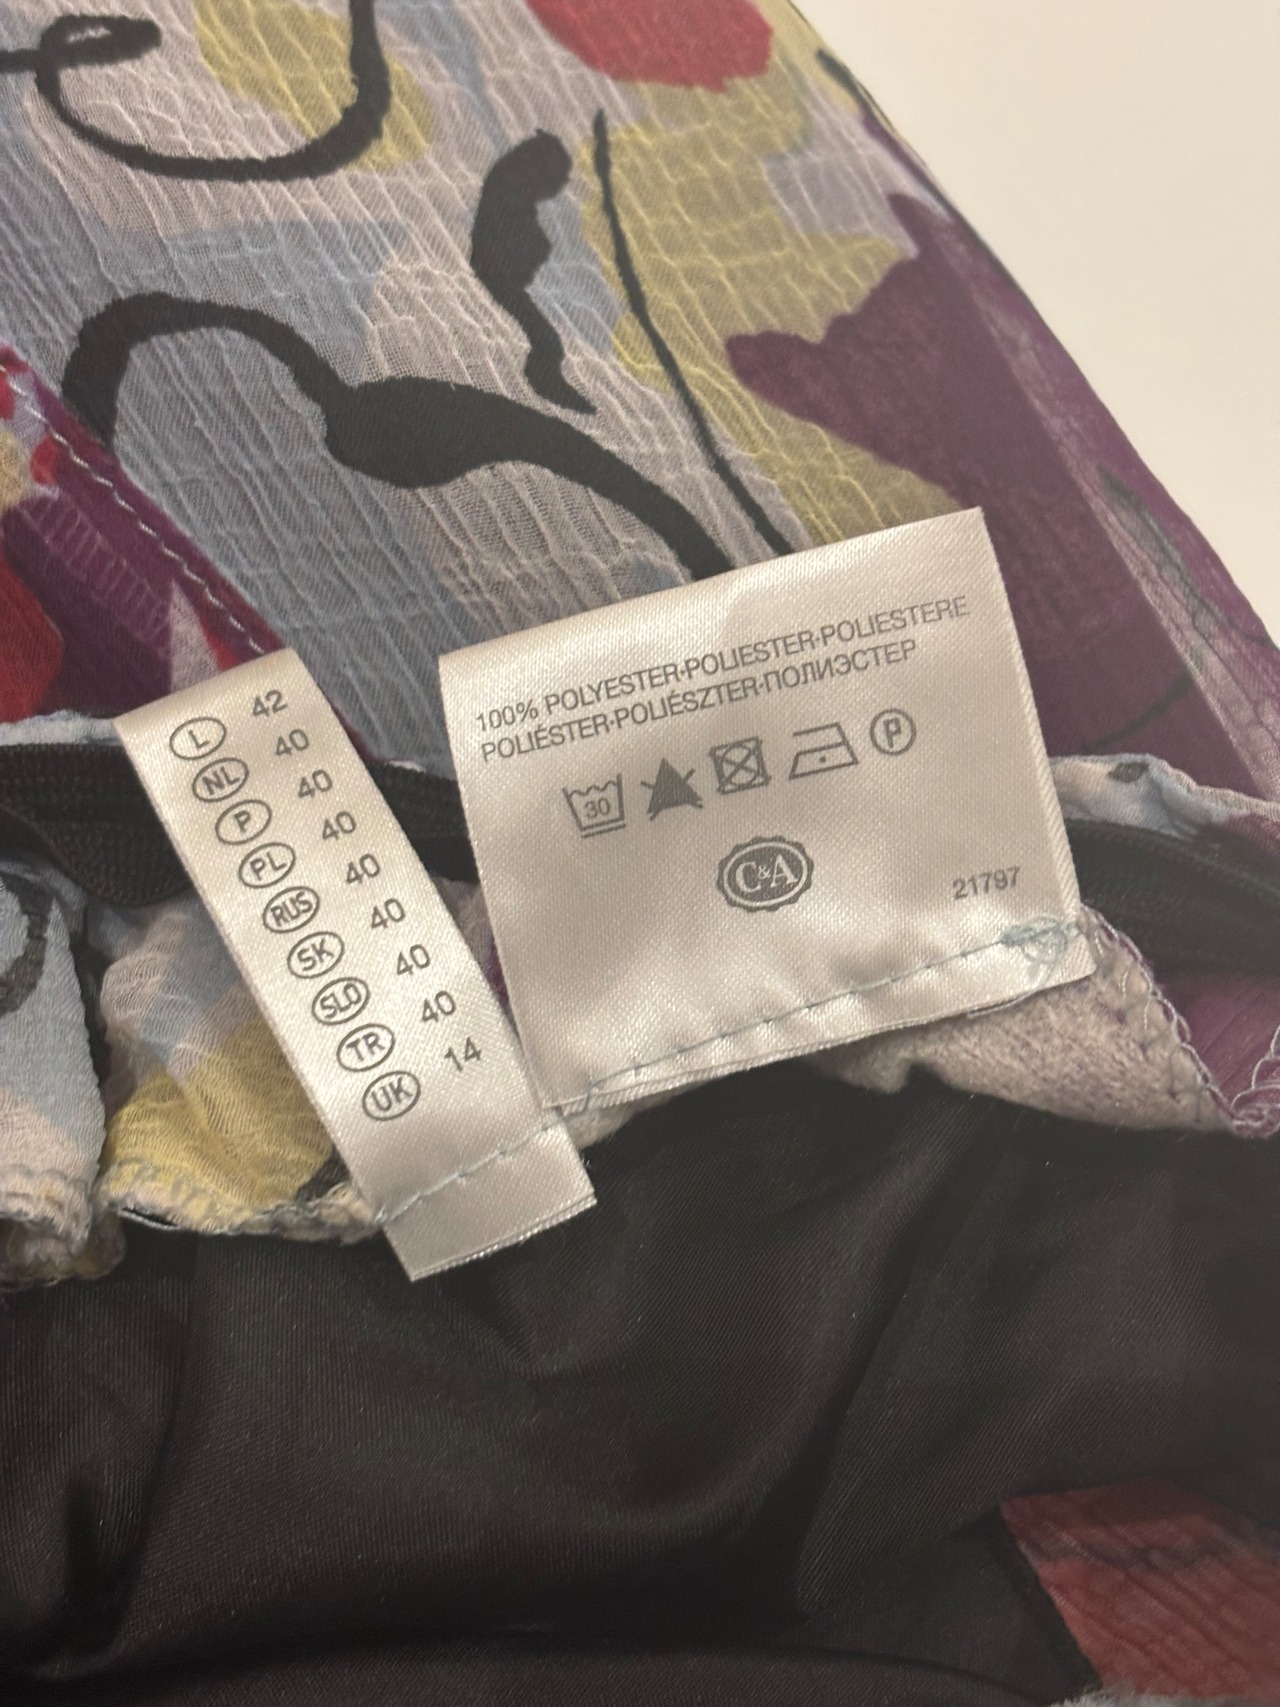 L 42
NL 40
P 40
PL 40
RUS 40
SK 40
SLO 40
TR 40
UK 14
100% POLYESTER·POLIESTER·POLIESTERE
POLIÉSTER·POLIÉSZTER·ПОЛИЭСТЕР
30 P
C&A
21797